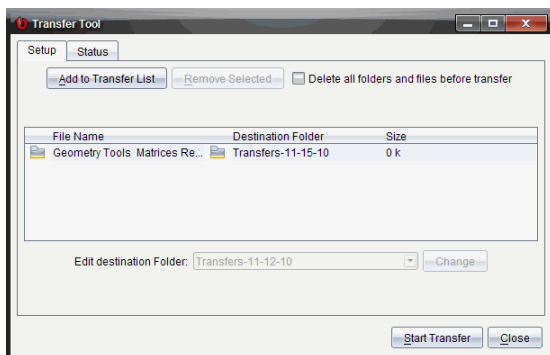 Transfer Tool
Setup Status
Add to Transfer List Remove Selected Delete all folders and files before transfer
File Name Destination Folder Size
Geometry Tools Matrices Re... Transfers-11-15-10 0 k
Edit destination Folder: Transfers-11-12-10 Change
Start Transfer Close